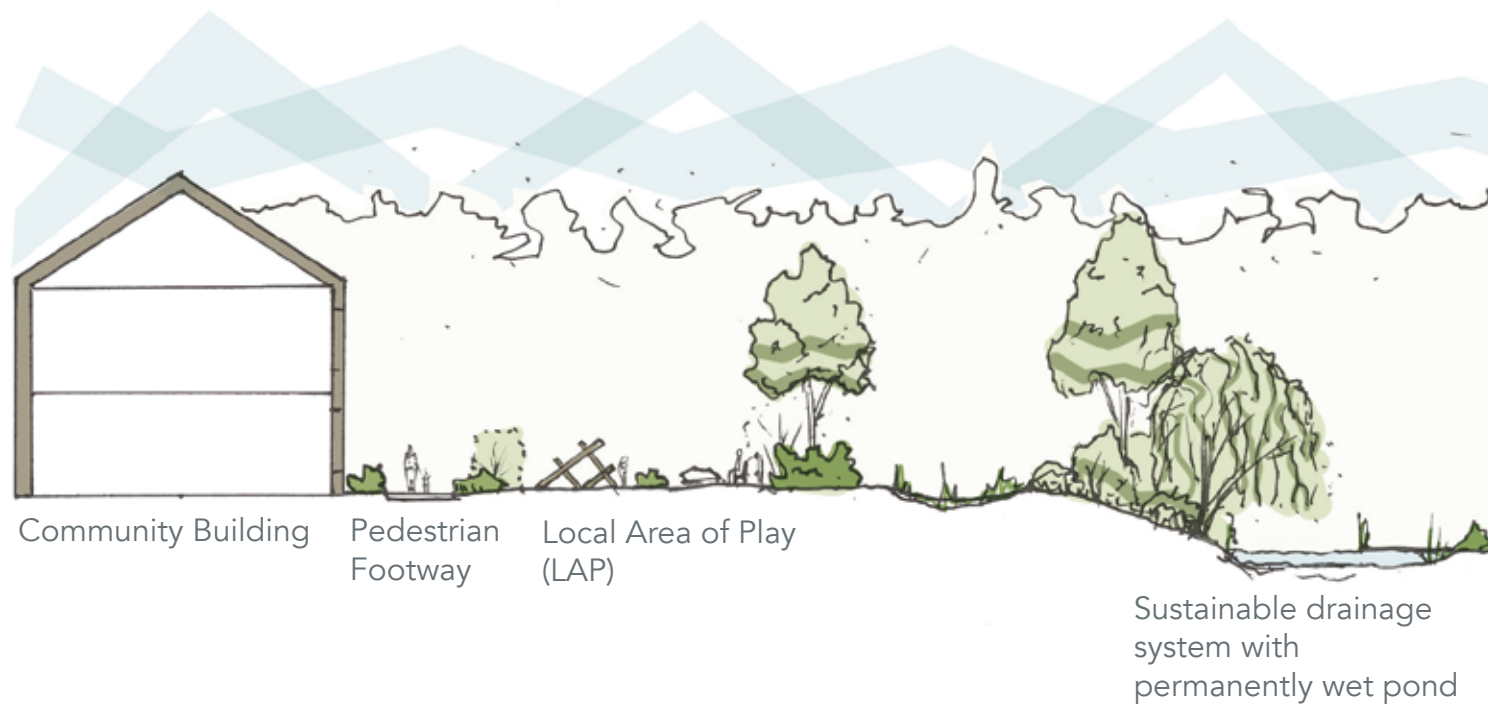 Community Building
Pedestrian
Footway
Local Area of Play
(LAP)
Sustainable drainage
system with
permanently wet pond